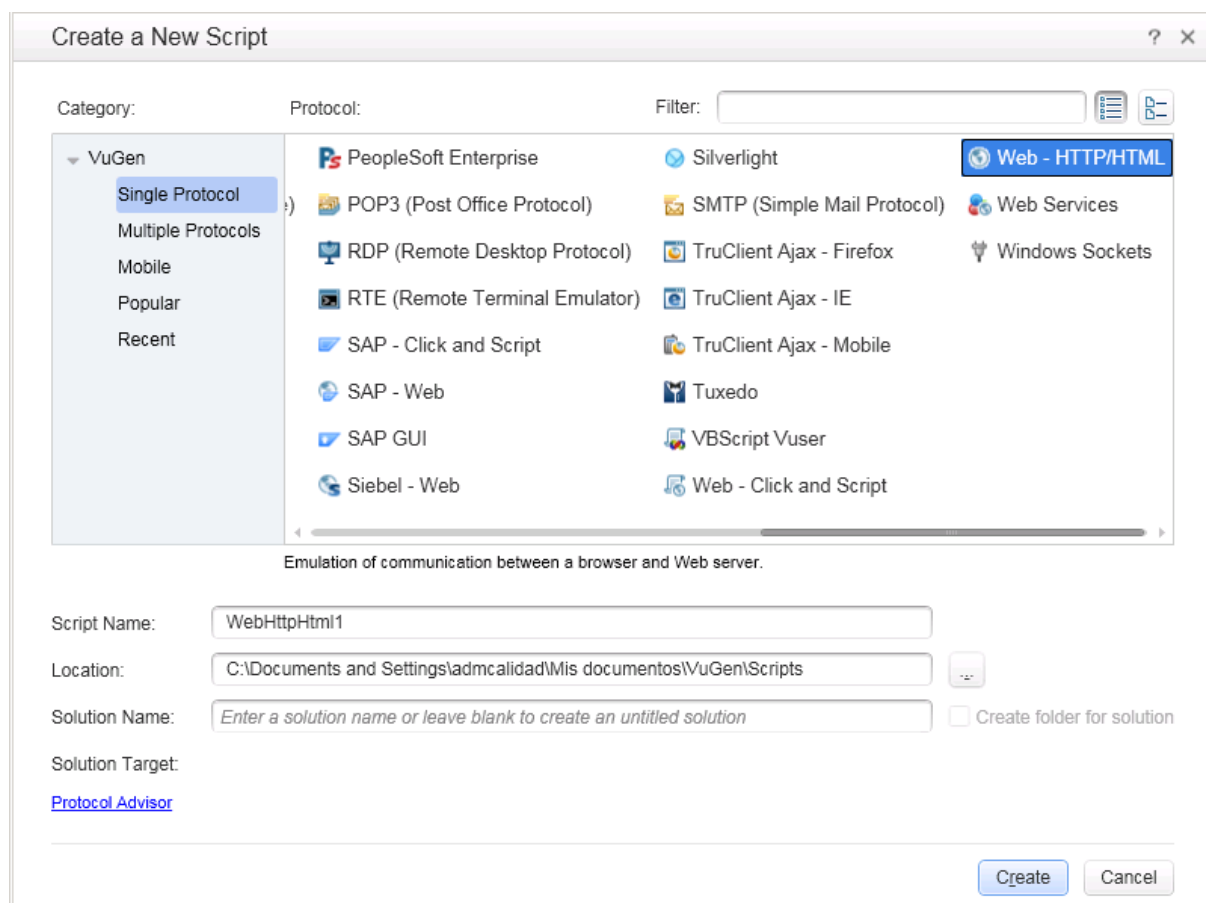 Create a New Script
? ×
Category:
Protocol:
Filter:
VuGen
Single Protocol
Multiple Protocols
Mobile
Popular
Recent
e)
PeopleSoft Enterprise
POP3 (Post Office Protocol)
RDP (Remote Desktop Protocol)
RTE (Remote Terminal Emulator)
SAP - Click and Script
SAP - Web
SAP GUI
Siebel - Web
Silverlight
SMTP (Simple Mail Protocol)
TruClient Ajax - Firefox
TruClient Ajax - IE
TruClient Ajax - Mobile
Tuxedo
VBScript Vuser
Web - Click and Script
Web - HTTP/HTML
Web Services
Windows Sockets
Emulation of communication between a browser and Web server.
Script Name: WebHttpHtml1
Location: C:\Documents and Settings\admcalidad\Mis documentos\VuGen\Scripts ...
Solution Name: Enter a solution name or leave blank to create an untitled solution Create folder for solution
Solution Target:
Protocol Advisor
Create Cancel